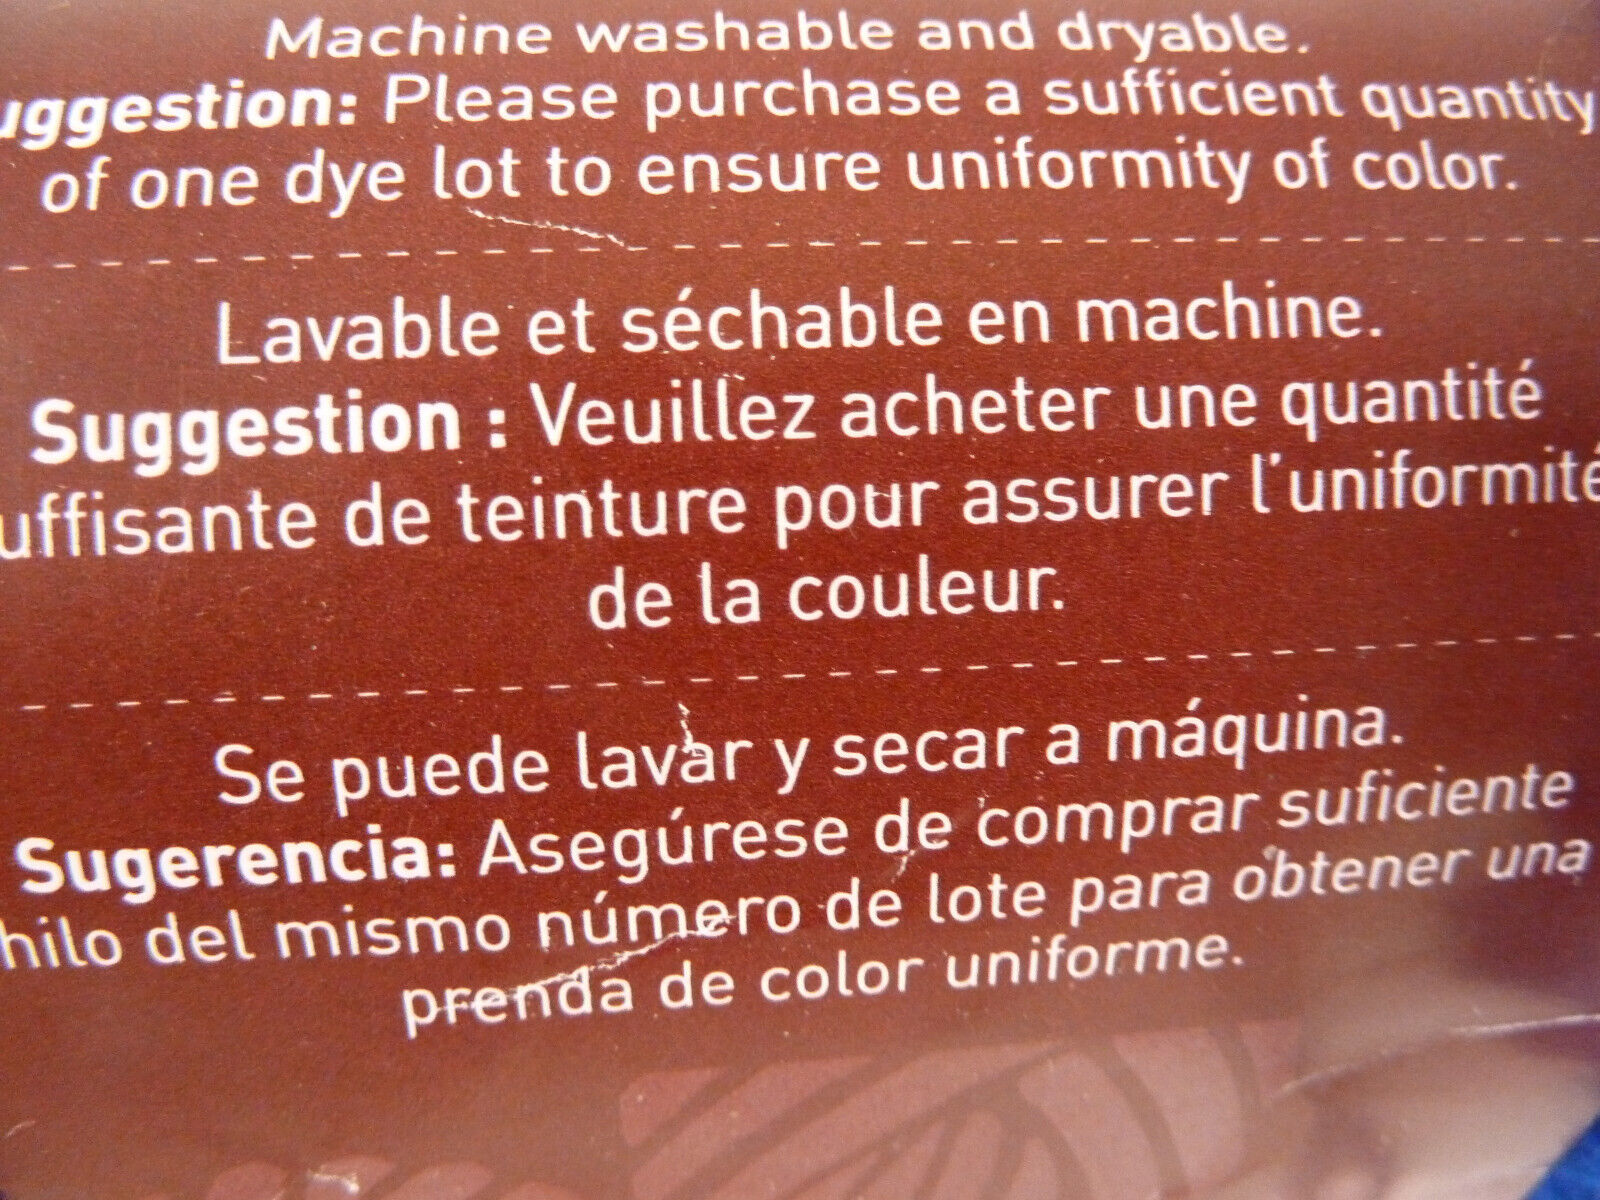 Machine washable and dryable.
uggestion: Please purchase a sufficient quantity
of one dye lot to ensure uniformity of color.
Lavable et séchable en machine.
Suggestion : Veuillez acheter une quantité
uffisante de teinture pour assurer l'uniformité
de la couleur.
Se puede lavar y secar a máquina.
Sugerencia: Asegúrese de comprar suficiente
hilo del mismo número de lote para obtener una
prenda de color uniforme.